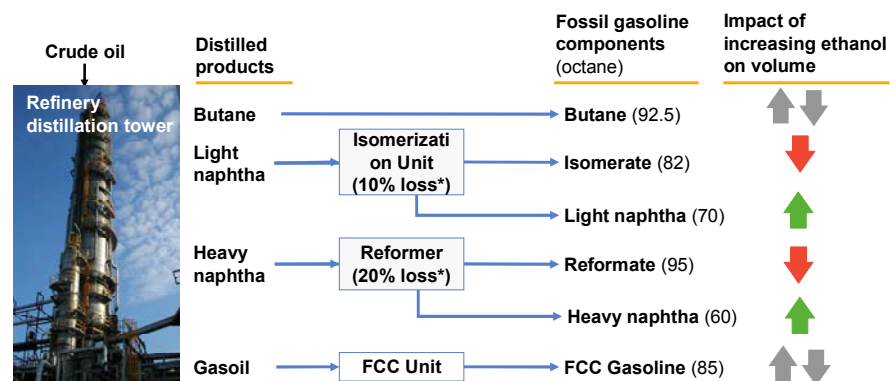 Crude oil
Refinery
distillation tower
Distilled
products
Fossil gasoline
components
(octane)
Impact of
increasing ethanol
on volume
Butane
Butane (92.5)
Light
naphtha
Isomerizati
on Unit
(10% loss*)
Isomerate (82)
Light naphtha (70)
Heavy
naphtha
Reformer
(20% loss*)
Reformate (95)
Heavy naphtha (60)
Gasoil
FCC Unit
FCC Gasoline (85)